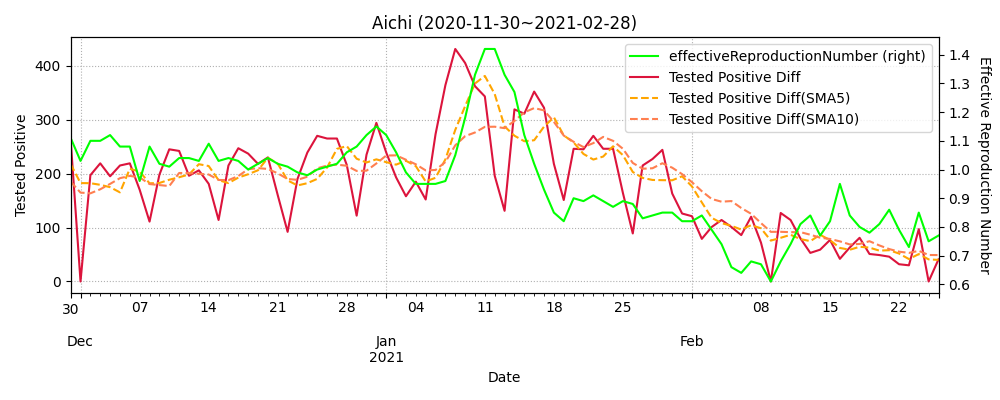 Aichi (2020-11-30~2021-02-28)
effectiveReproductionNumber (right)
Tested Positive Diff
Tested Positive Diff(SMA5)
Tested Positive Diff(SMA10)
Tested Positive
400
300
200
100
0
Effective Reproduction Number
1.4
1.3
1.2
1.1
1.0
0.9
0.8
0.7
0.6
30 07 14 21 28 04 11 18 25 08 15 22
Dec Jan Feb
2021
Date